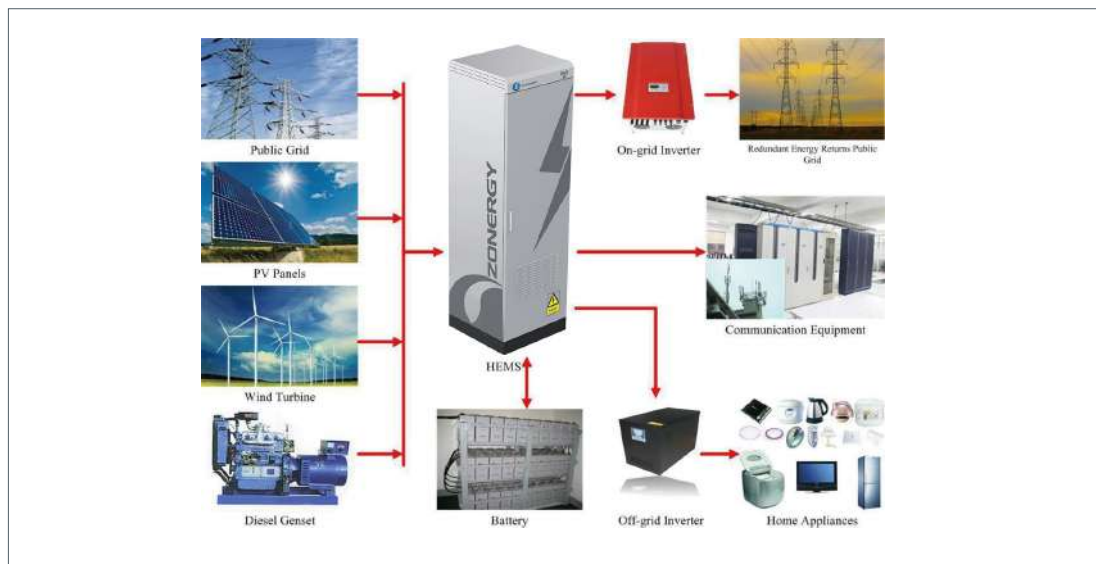 Public Grid
PV Panels
Wind Turbine
Diesel Genset
ZONERGY
HEMS
Battery
On-grid Inverter
Redundant Energy Returns Public
Grid
Communication Equipment
Off-grid Inverter
Home Appliances